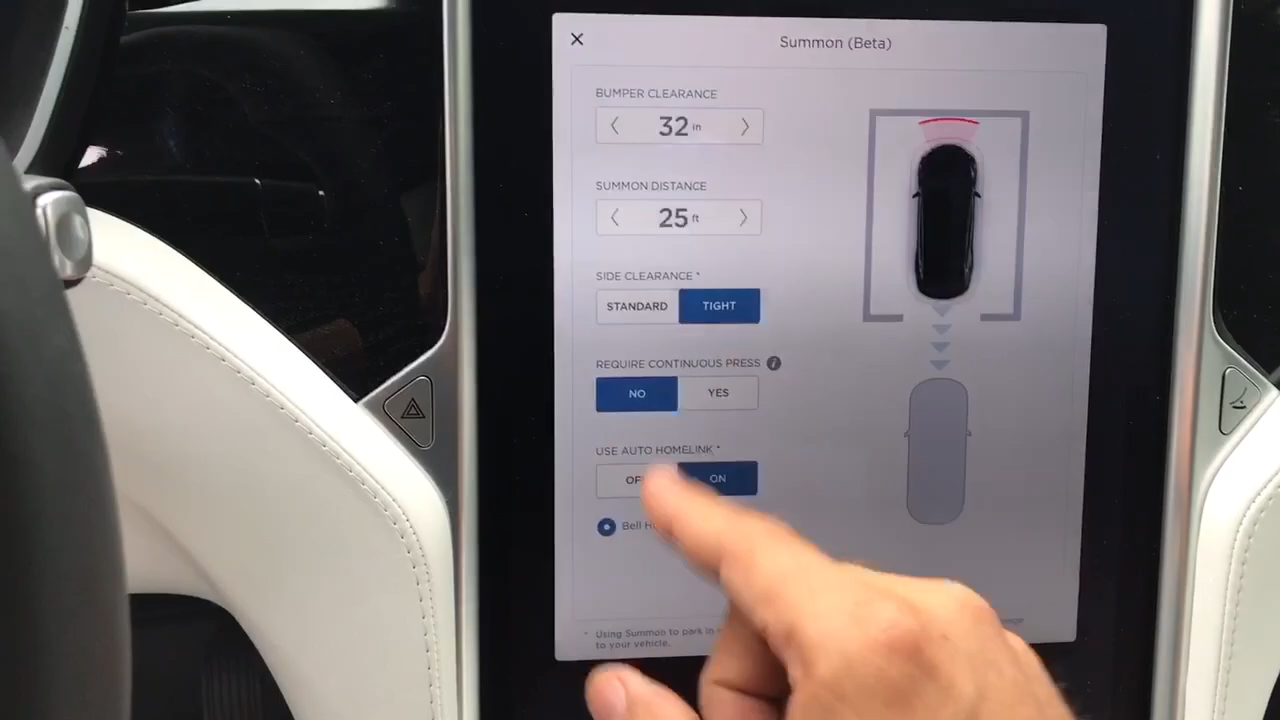 Summon (Beta)
BUMPER CLEARANCE
32 in
SUMMON DISTANCE
25 ft
SIDE CLEARANCE *
STANDARD TIGHT
REQUIRE CONTINUOUS PRESS
NO YES
USE AUTO HOMELINK *
ON
Bell
* Using Summon to park in
to your vehicle.